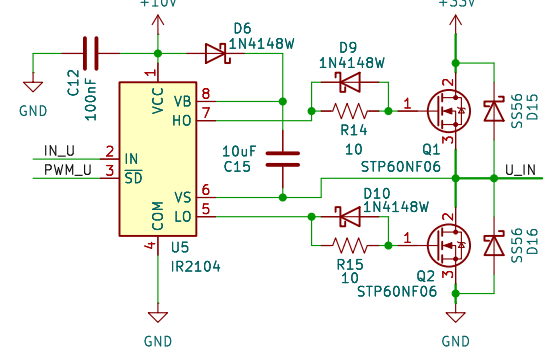 +10V
+33V
D6
1N4148W
D9
1N4148W
C12
100nF
GND
1
VCC
VB
8
HO
7
R14
10
1
2
3
Q1
STP60NF06
SS56
D15
10uF
C15
IN_U
2
IN
PWM_U
3
SD
VS
6
LO
5
COM
4
U5
IR2104
U_IN
D10
1N4148W
R15
10
1
2
3
Q2
STP60NF06
SS56
D16
GND
GND